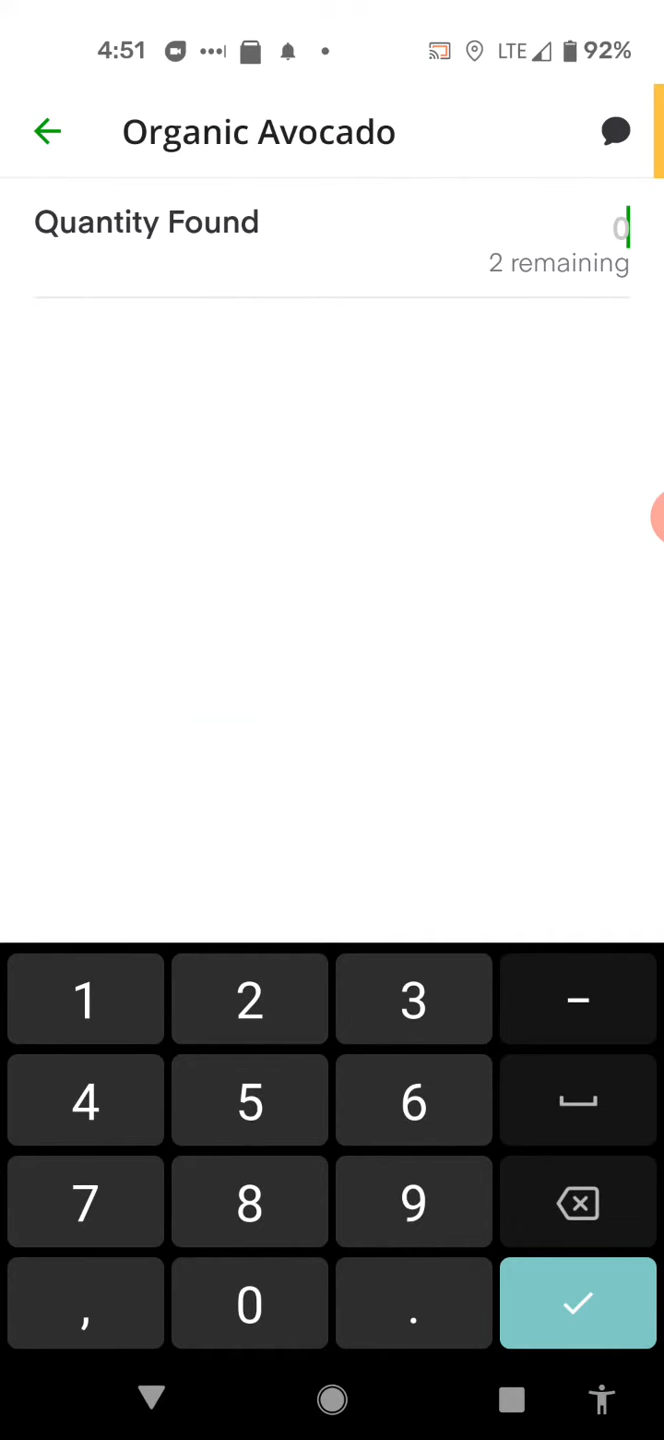 4:51 LTE 92%
Organic Avocado
Quantity Found 0
2 remaining
1 2 3 -
4 5 6
7 8 9
, 0 .